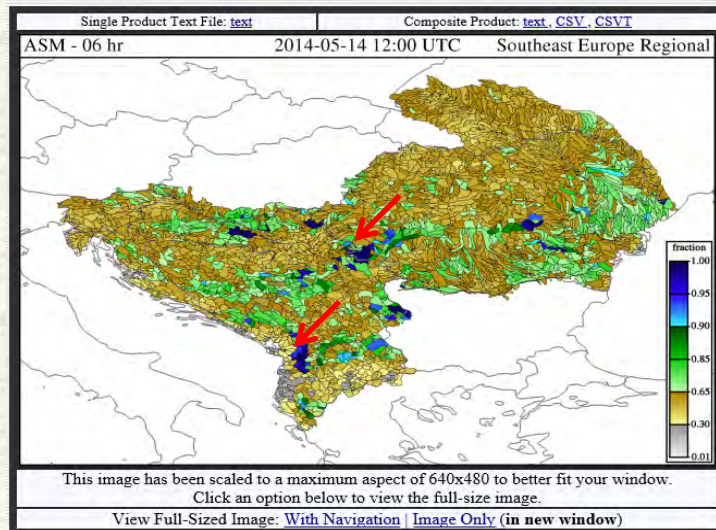 Single Product Text File: text
Composite Product: text , CSV , CSVT
ASM - 06 hr 2014-05-14 12:00 UTC Southeast Europe Regional
fraction
1.00
0.95
0.90
0.65
0.30
0.01
This image has been scaled to a maximum aspect of 640x480 to better fit your window.
Click an option below to view the full-size image.
View Full-Sized Image: With Navigation | Image Only (in new window)